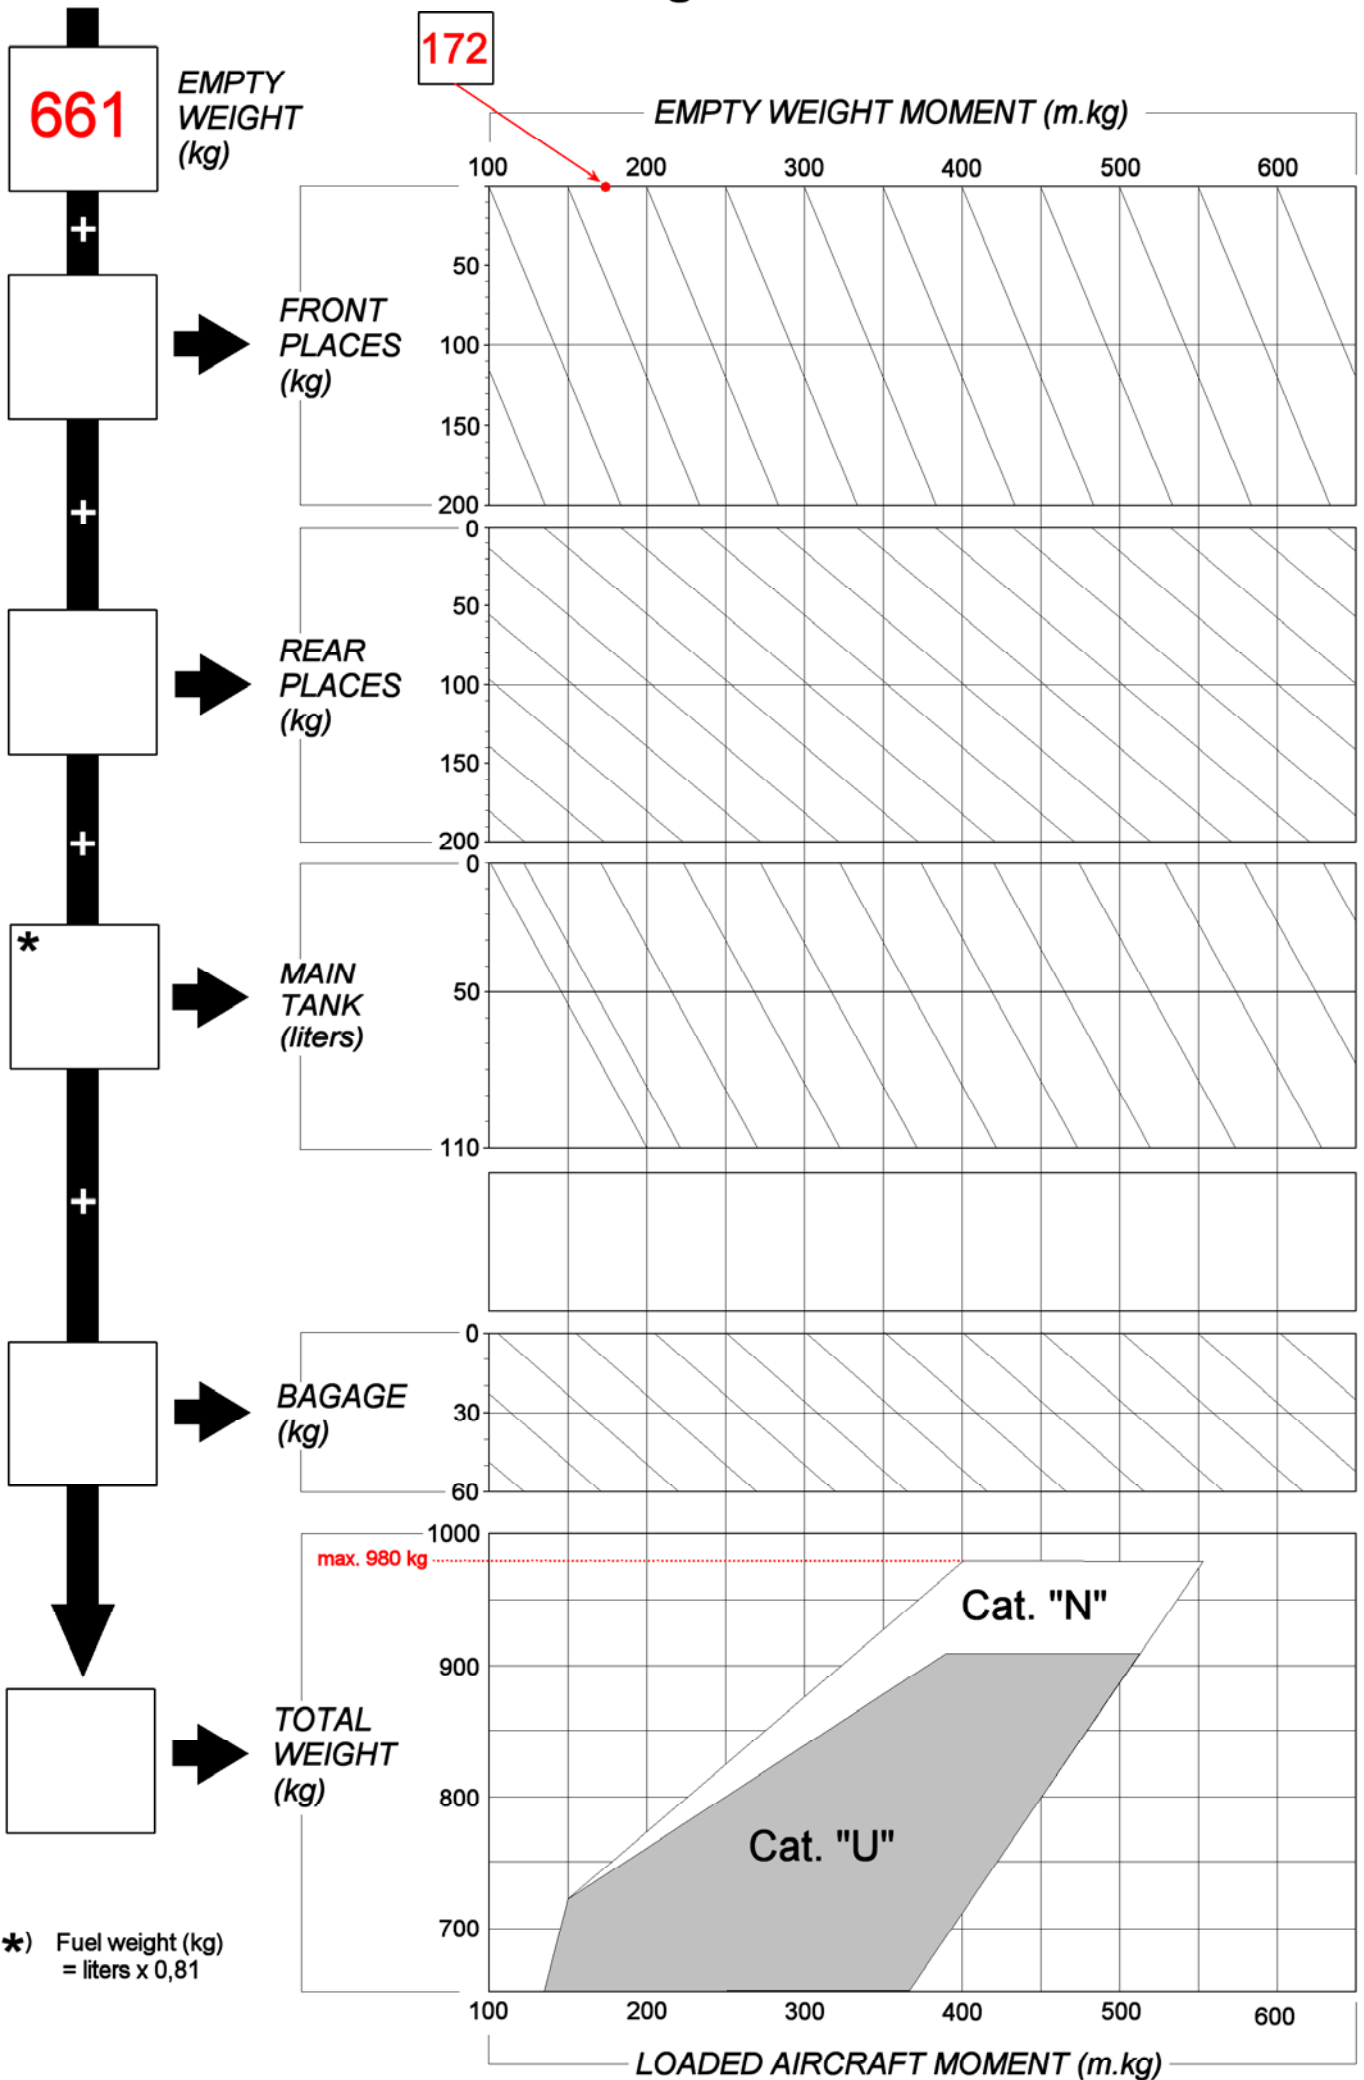 172
661
EMPTY
WEIGHT
(kg)
EMPTY WEIGHT MOMENT (m.kg)
100 200 300 400 500 600
+
FRONT
PLACES
(kg)
50
100
150
200
+
REAR
PLACES
(kg)
0
50
100
150
200
+
*
MAIN
TANK
(liters)
0
50
110
+
BAGAGE
(kg)
0
30
60
1000
max. 980 kg
Cat. "N"
900
TOTAL
WEIGHT
(kg)
800
Cat. "U"
700
*) Fuel weight (kg)
= liters x 0,81
100 200 300 400 500 600
LOADED AIRCRAFT MOMENT (m.kg)